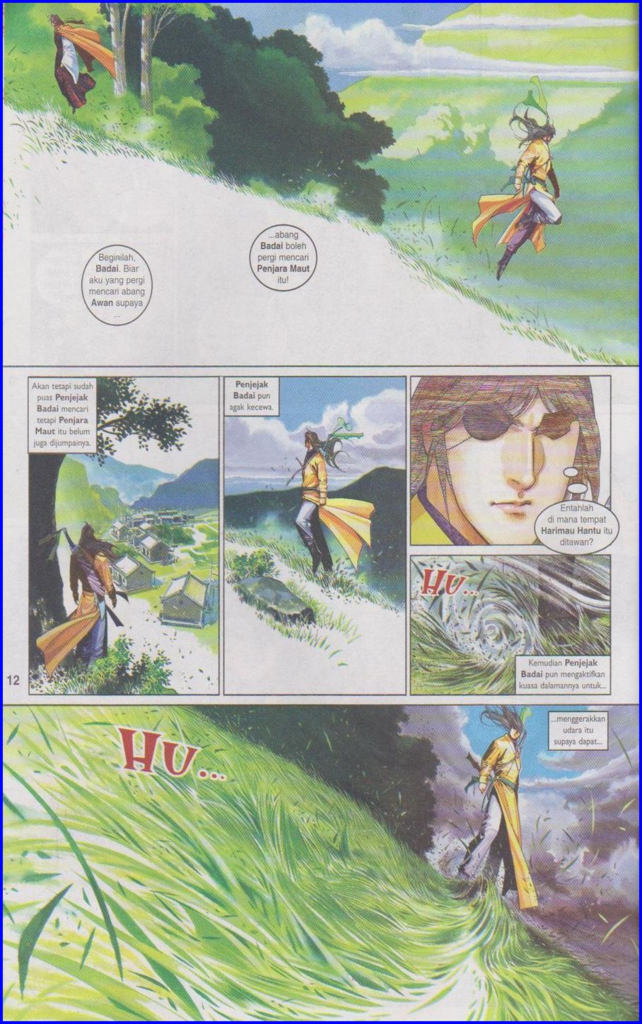 Beginilah,
Badai. Biar
aku yang pergi
mencari abang
Awan supaya
...
...abang
Badai boleh
pergi mencari
Penjara Maut
itu!
Akan tetapi sudah
puas Penjejak
Badai mencari
tetapi Penjara
Maut itu belum
juga dijumpainya.
Penjejak
Badai pun
agak kecewa.
Entahlah
di mana tempat
Harimau Hantu itu
ditawan?
HU...
Kemudian Penjejak
Badai pun mengaktifkan
kuasa dalamannya untuk...
12
HU...
...menggerakkan
udara itu
supaya dapat...